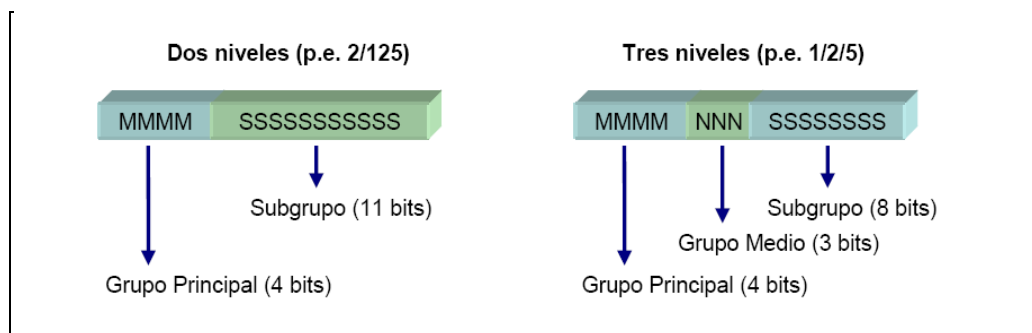 Dos niveles (p.e. 2/125)
MMMM SSSSSSSSSSS
Subgrupo (11 bits)
Grupo Principal (4 bits)
Tres niveles (p.e. 1/2/5)
MMMM NNN SSSSSSSS
Subgrupo (8 bits)
Grupo Medio (3 bits)
Grupo Principal (4 bits)